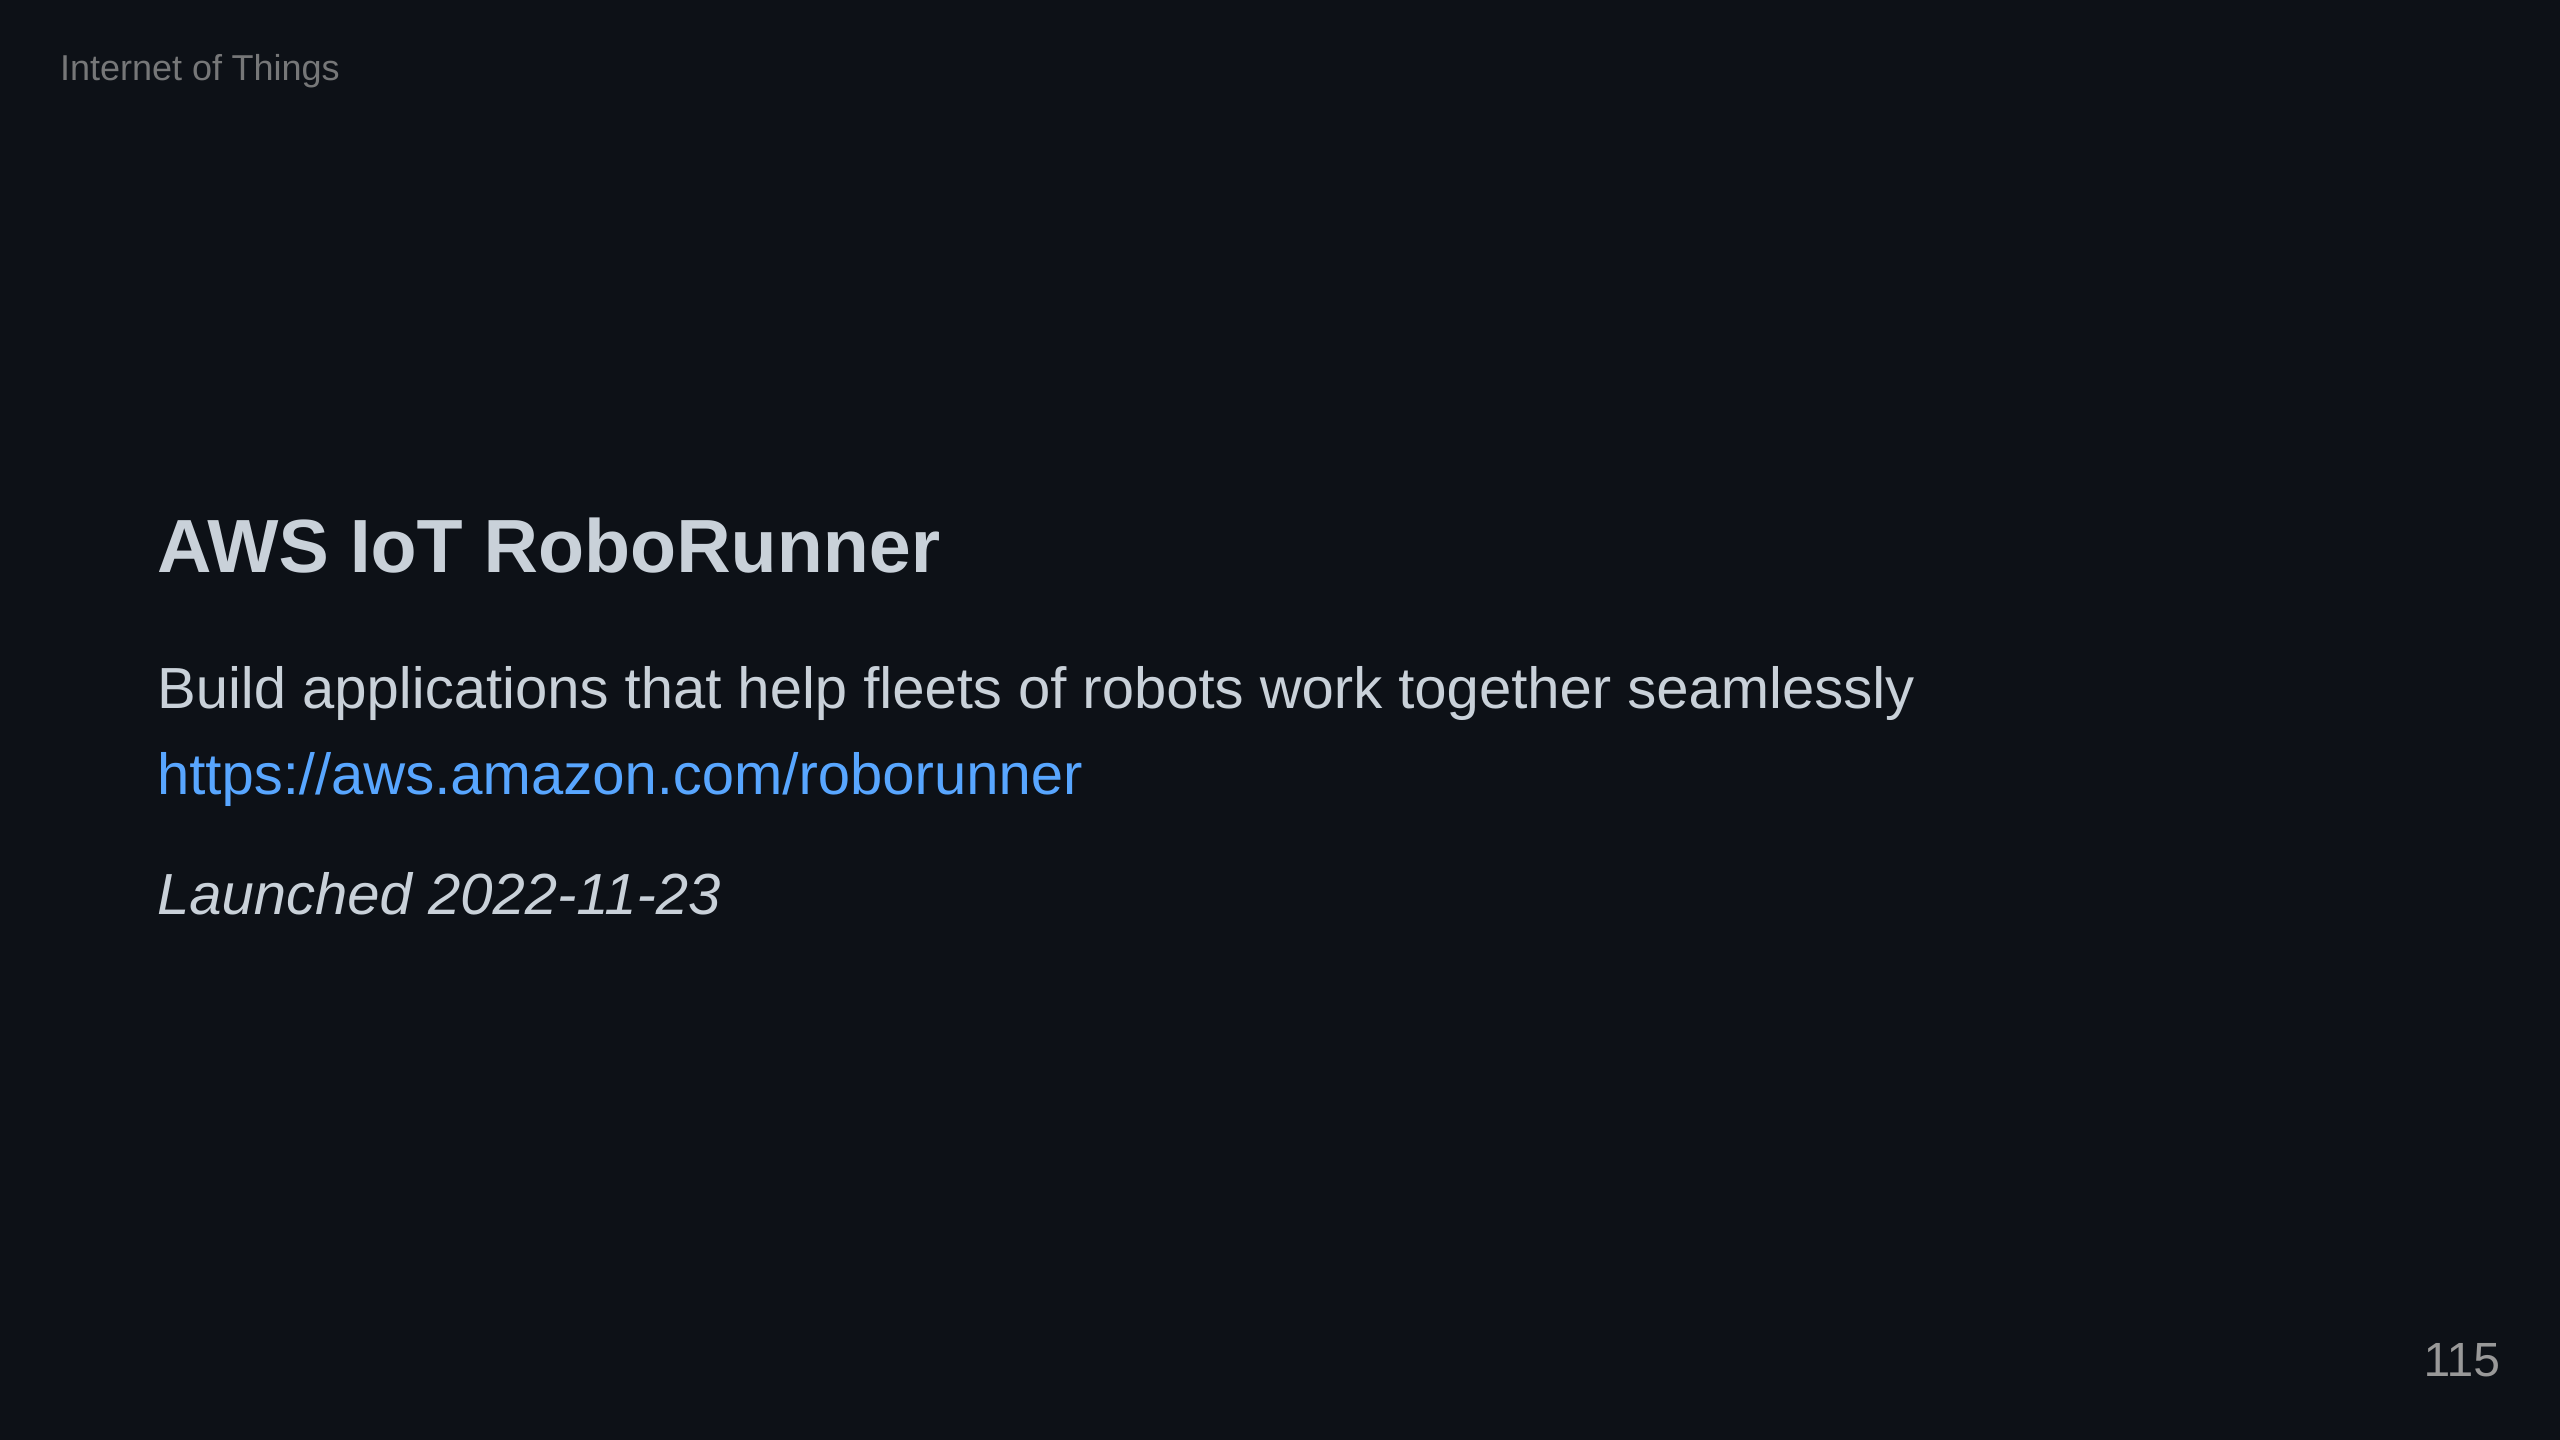 Internet of Things
AWS IoT RoboRunner
Build applications that help fleets of robots work together seamlessly
https://aws.amazon.com/roborunner
Launched 2022-11-23
115